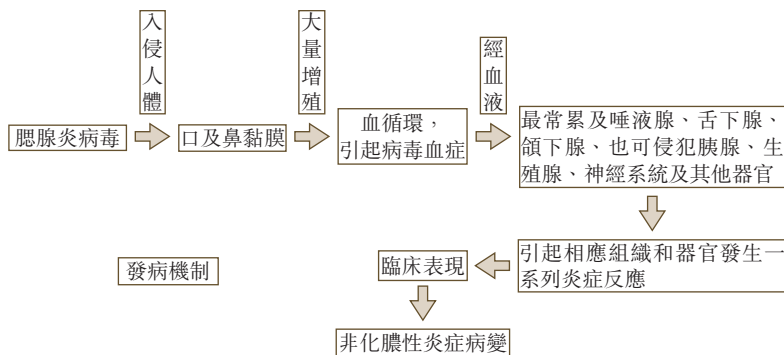 腮腺炎病毒
入侵人體
口及鼻黏膜
大量增殖
血循環，
引起病毒血症
經血液
最常累及唾液腺、舌下腺、
頜下腺、也可侵犯胰腺、生
殖腺、神經系統及其他器官
引起相應組織和器官發生一
系列炎症反應
臨床表現
非化膿性炎症病變
發病機制